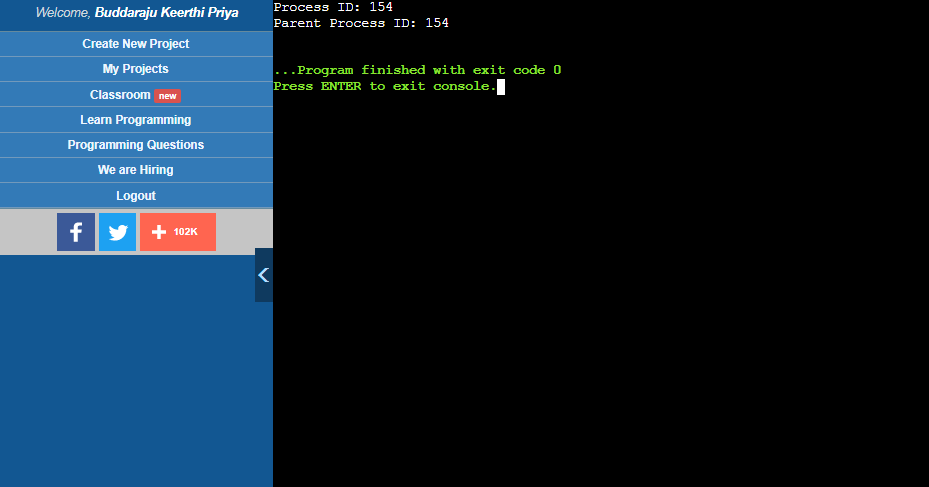 Welcome, Buddaraju Keerthi Priya
Create New Project
My Projects
Classroom new
Learn Programming
Programming Questions
We are Hiring
Logout
102K
Process ID: 154
Parent Process ID: 154
...Program finished with exit code 0
Press ENTER to exit console.